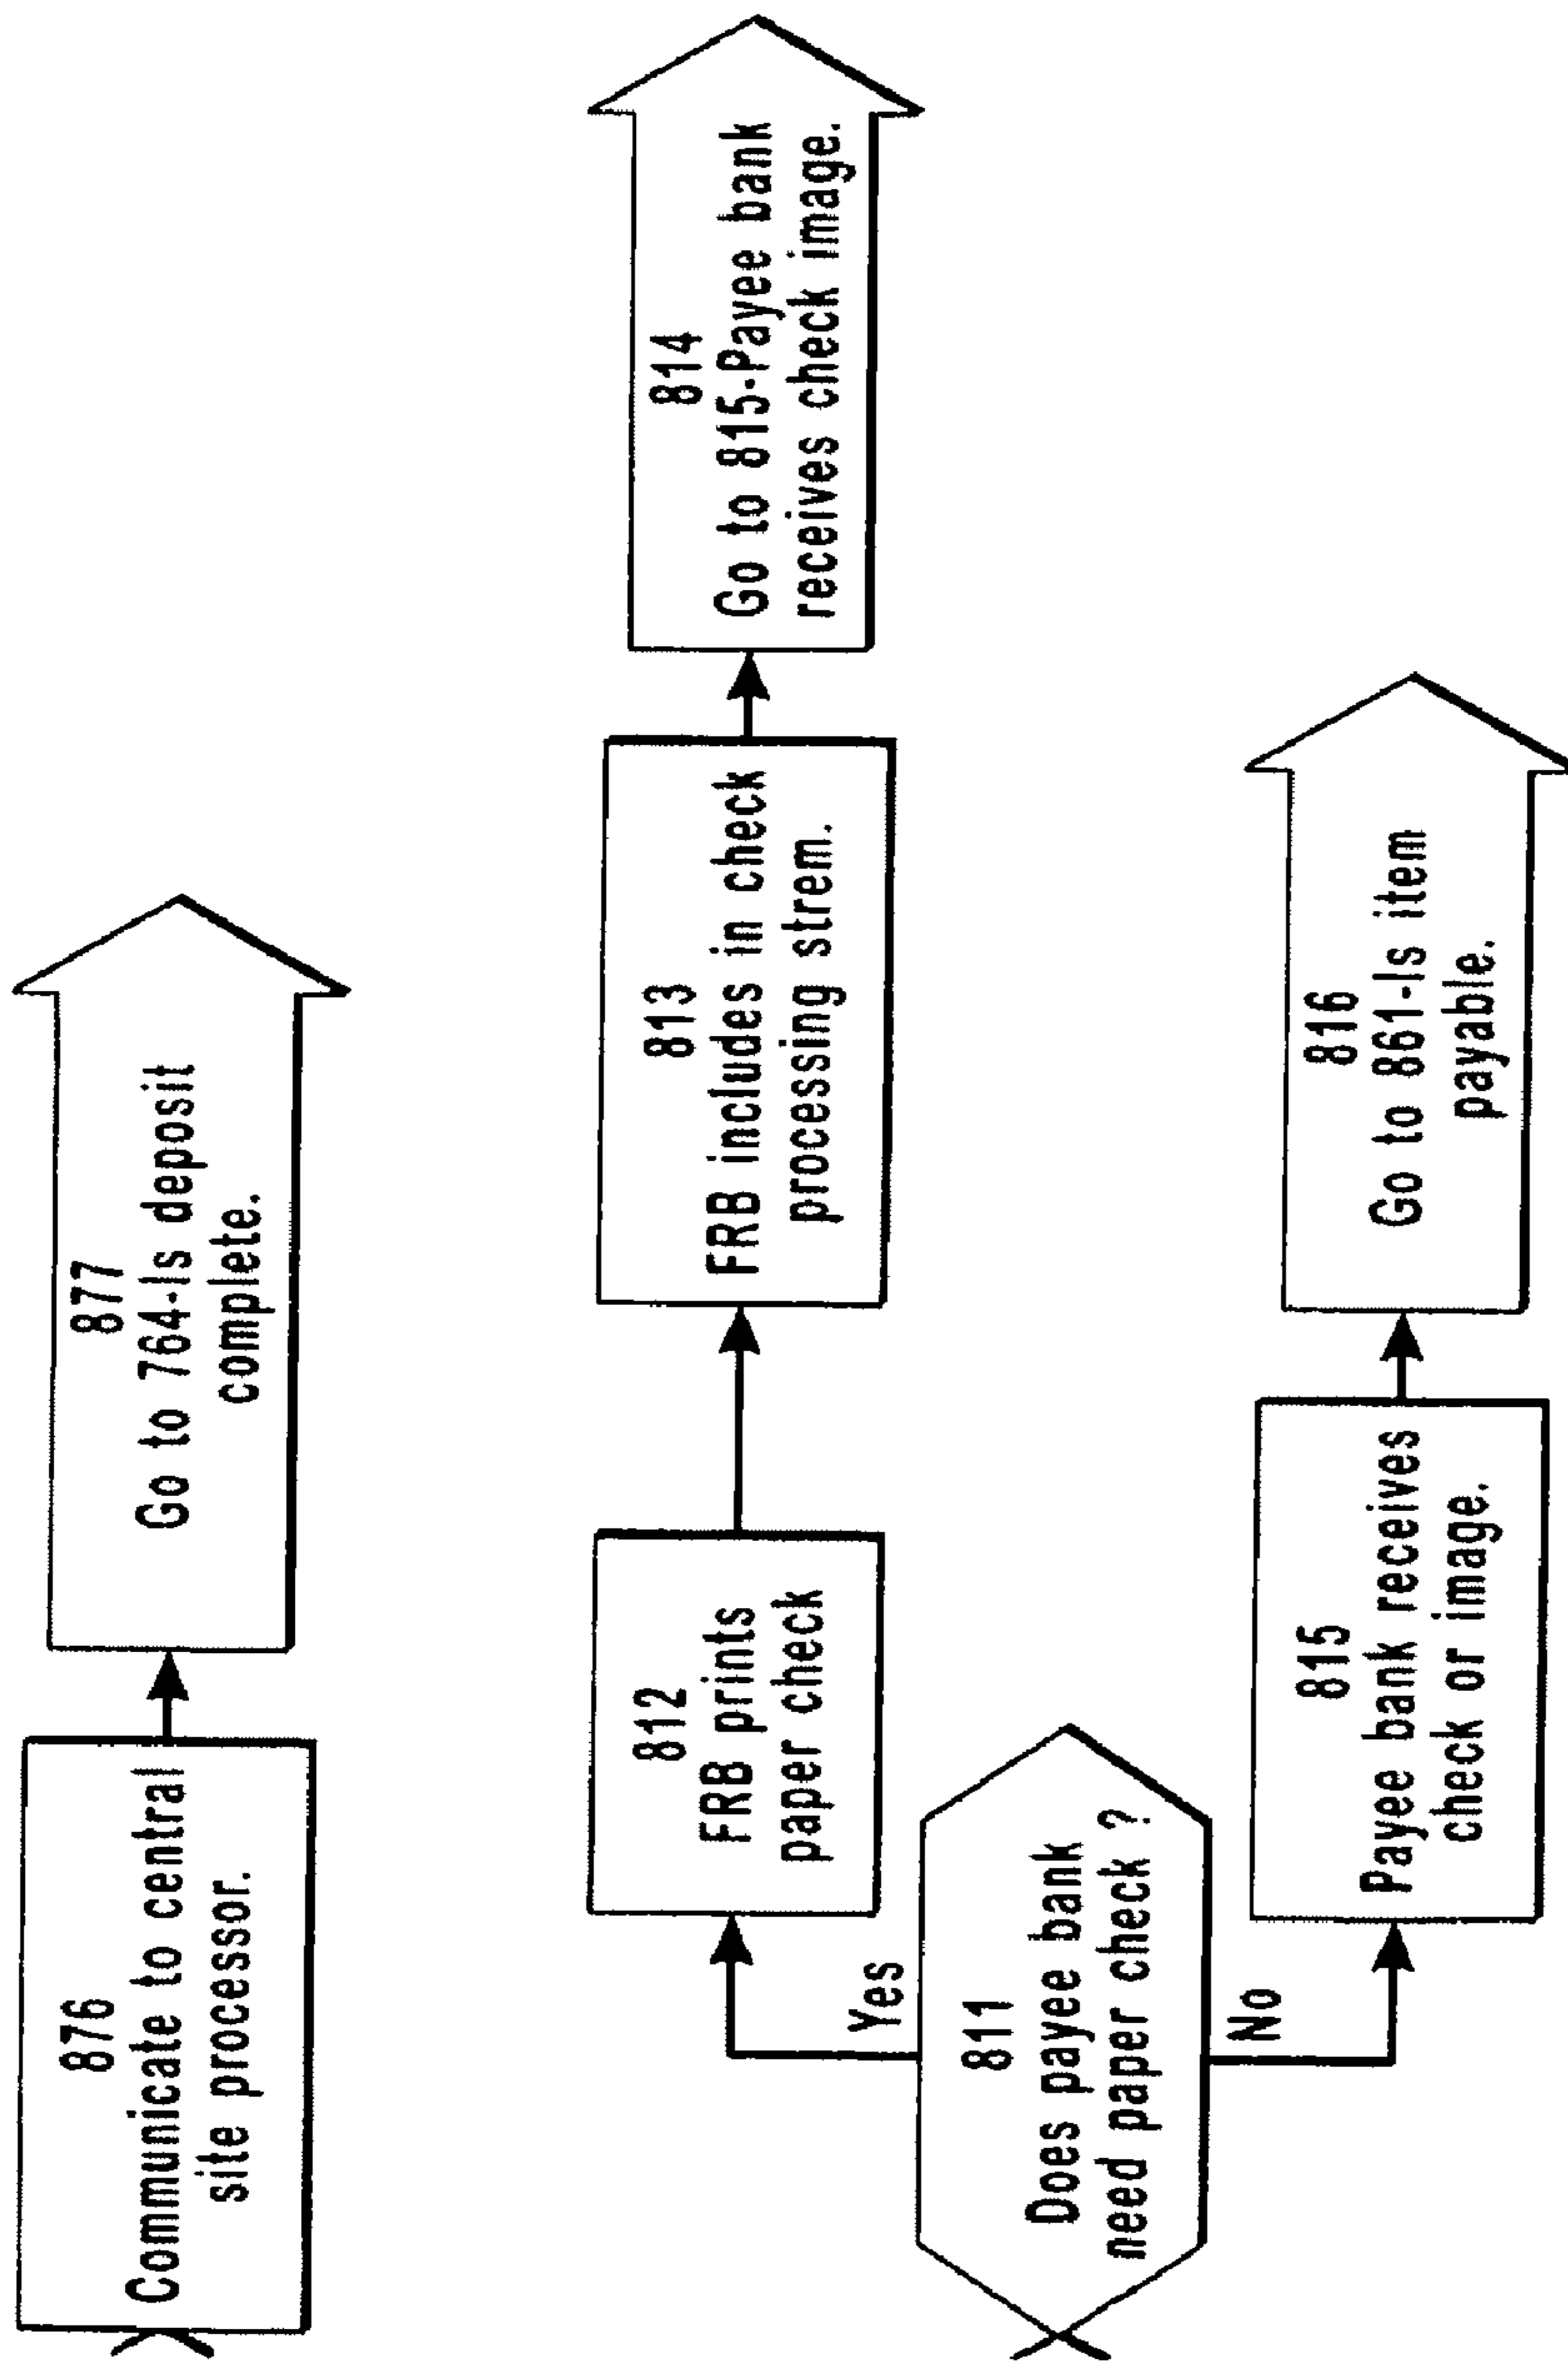 876
Communicate to central
site processor.
877
Go to 764-Is deposit
complete.
811
Does payee bank
need paper check ?
Yes
812
FRB prints
paper check
813
FRB includes in check
processing strem.
814
Go to 815-Payee bank
receives check image.
No
815
Payee bank receives
check or image.
816
Go to 861-Is item
payable.